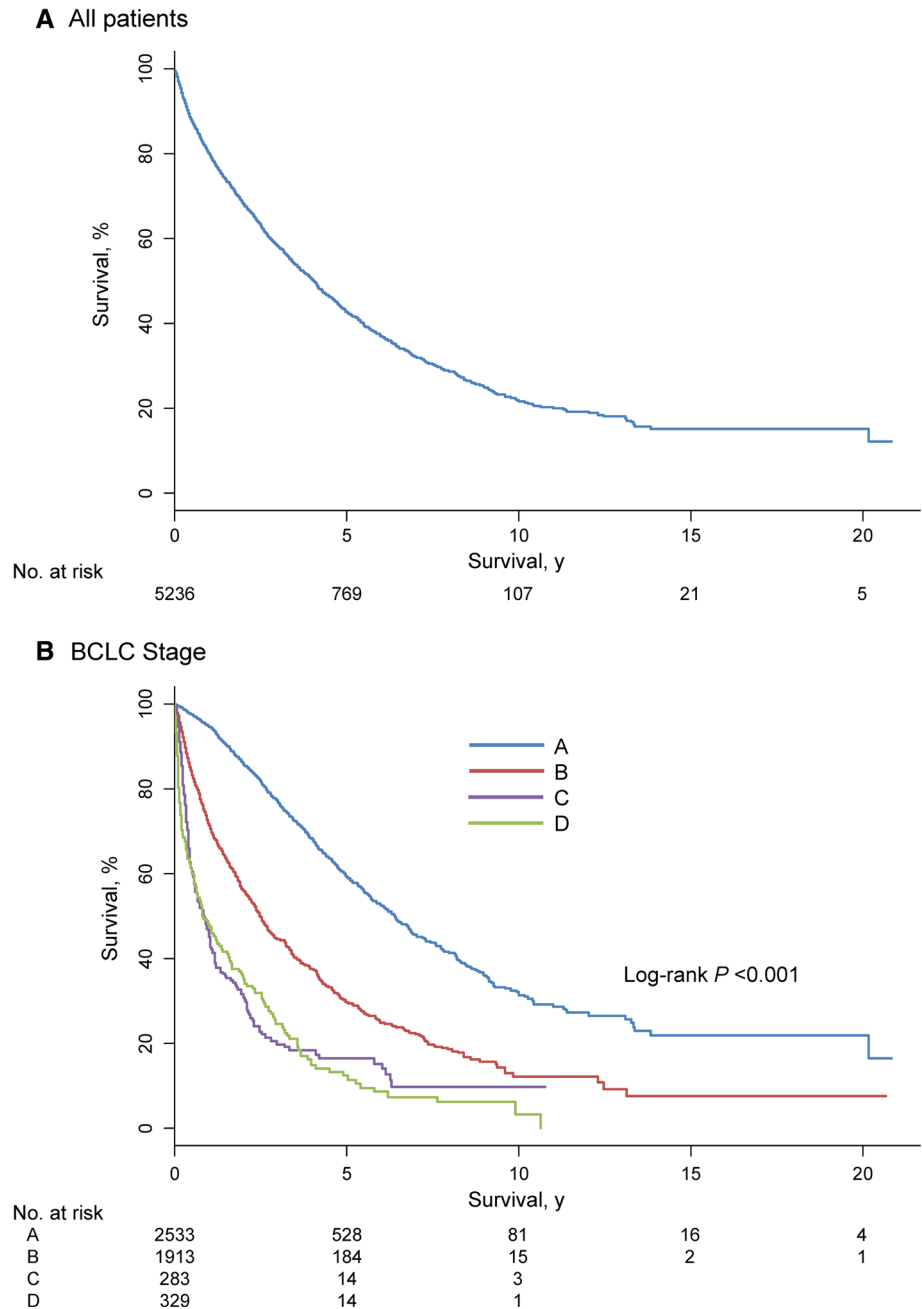 A All patients
100
80
60
40
20
0
Survival, %
0 5 10 15 20
Survival, y
No. at risk
5236 769 107 21 5
B BCLC Stage
100
80
60
40
20
0
Survival, %
A
B
C
D
Log-rank P <0.001
0 5 10 15 20
Survival, y
No. at risk
A 2533 528 81 16 4
B 1913 184 15 2 1
C 283 14 3
D 329 14 1